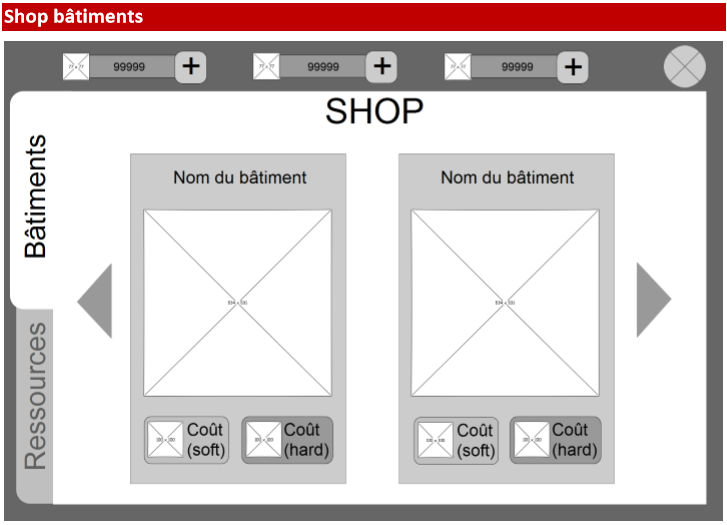 Shop bâtiments
99999 +
99999 +
99999 +
SHOP
Bâtiments
Ressources
Nom du bâtiment
Nom du bâtiment
Coût
(soft)
Coût
(hard)
Coût
(soft)
Coût
(hard)